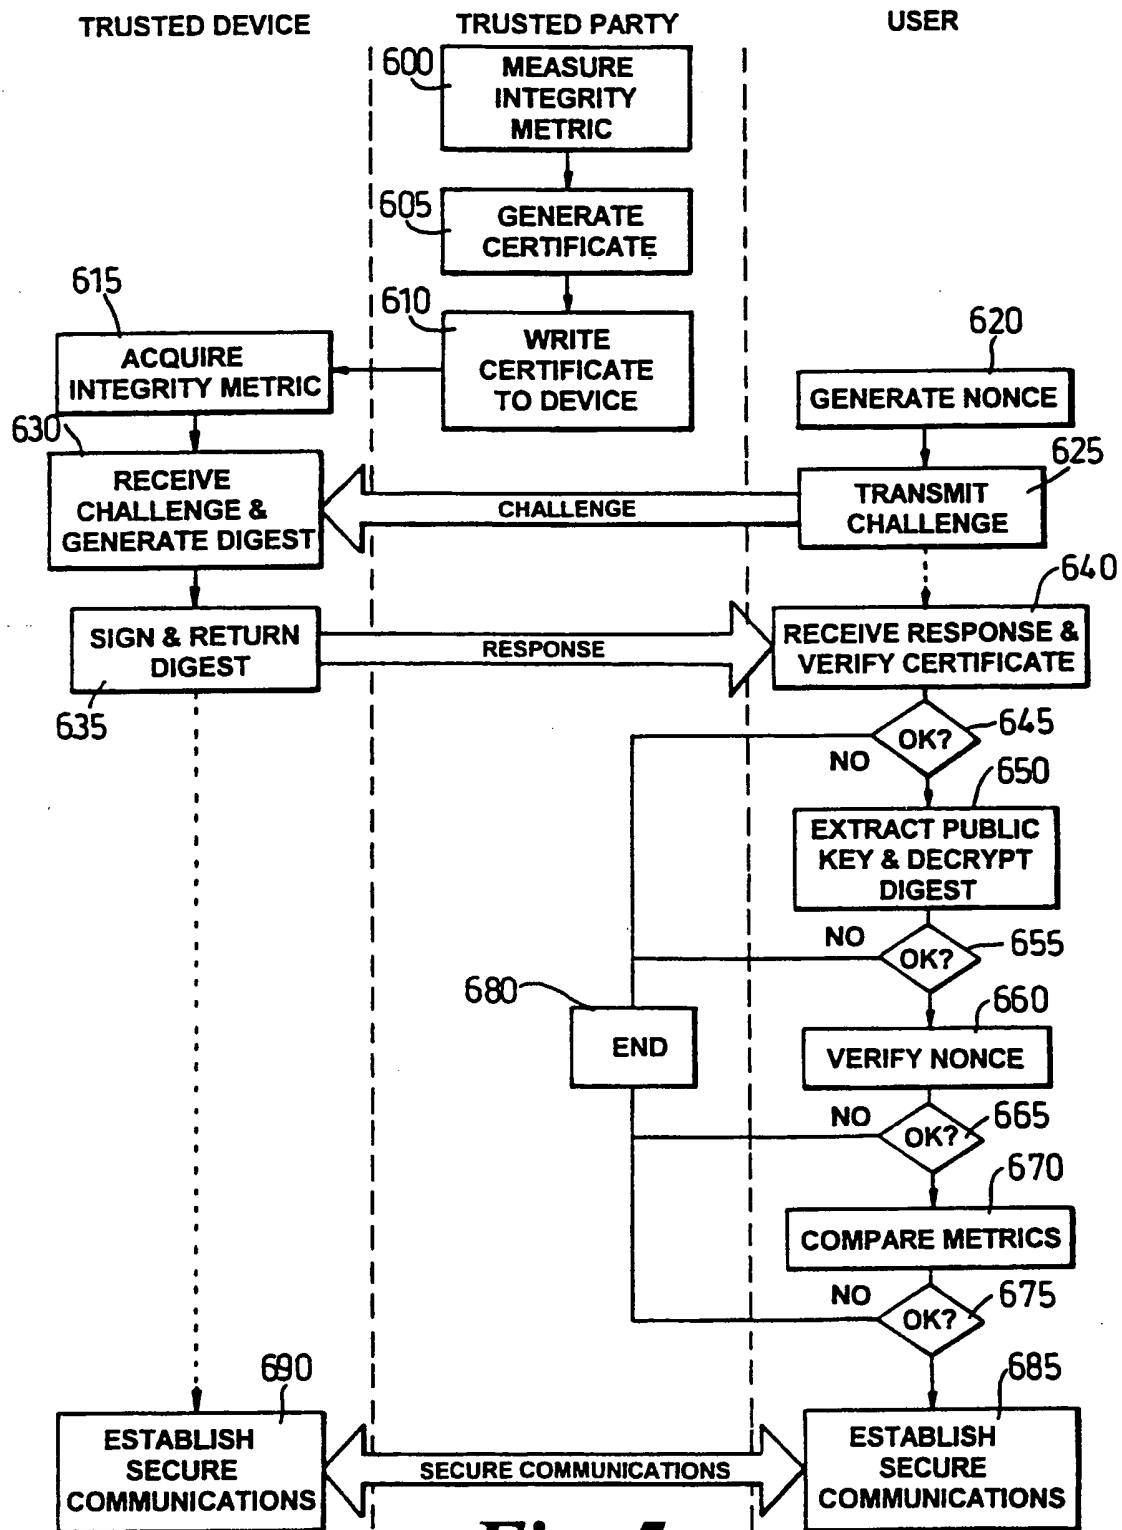 TRUSTED DEVICE
TRUSTED PARTY
USER
600
MEASURE
INTEGRITY
METRIC
605
GENERATE
CERTIFICATE
610
WRITE
CERTIFICATE
TO DEVICE
615
ACQUIRE
INTEGRITY METRIC
620
GENERATE NONCE
625
TRANSMIT
CHALLENGE
CHALLENGE
630
RECEIVE
CHALLENGE &
GENERATE DIGEST
SIGN & RETURN
DIGEST
635
RESPONSE
640
RECEIVE RESPONSE &
VERIFY CERTIFICATE
OK?
645
NO
650
EXTRACT PUBLIC
KEY & DECRYPT
DIGEST
NO
OK?
655
680
END
660
VERIFY NONCE
NO
OK?
665
670
COMPARE METRICS
NO
OK?
675
690
ESTABLISH
SECURE
COMMUNICATIONS
SECURE COMMUNICATIONS
685
ESTABLISH
SECURE
COMMUNICATIONS